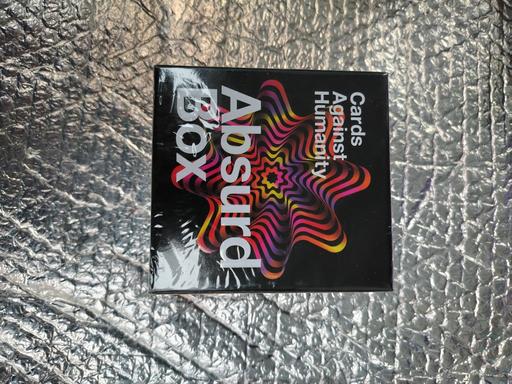 Cards
Against
Humanity
Absurd
Box